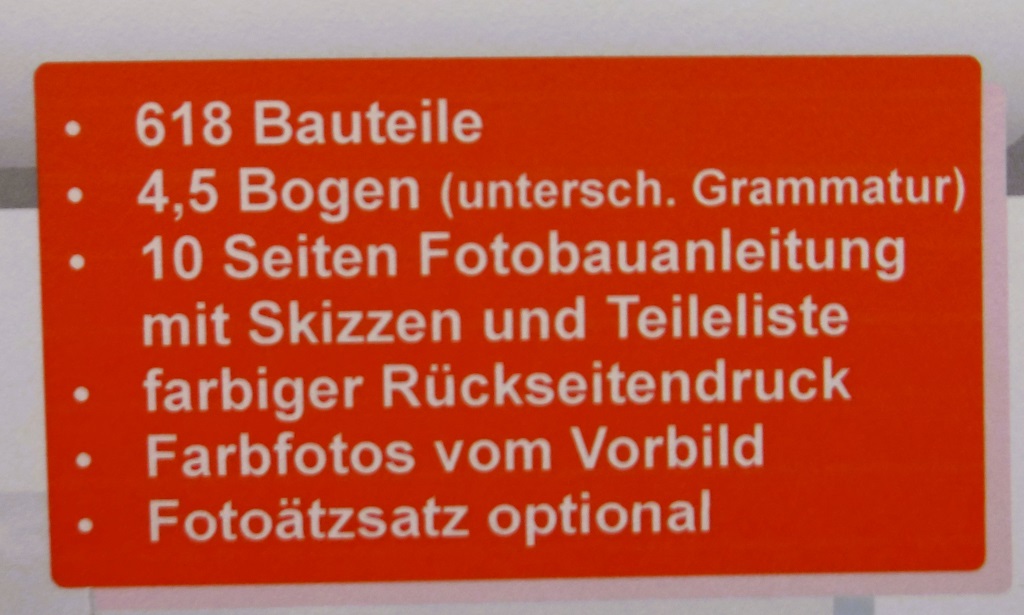 • 618 Bauteile
• 4,5 Bogen (untersch. Grammatur)
• 10 Seiten Fotobauanleitung
mit Skizzen und Teileliste
• farbiger Rückseitendruck
• Farbfotos vom Vorbild
• Fotoätzsatz optional